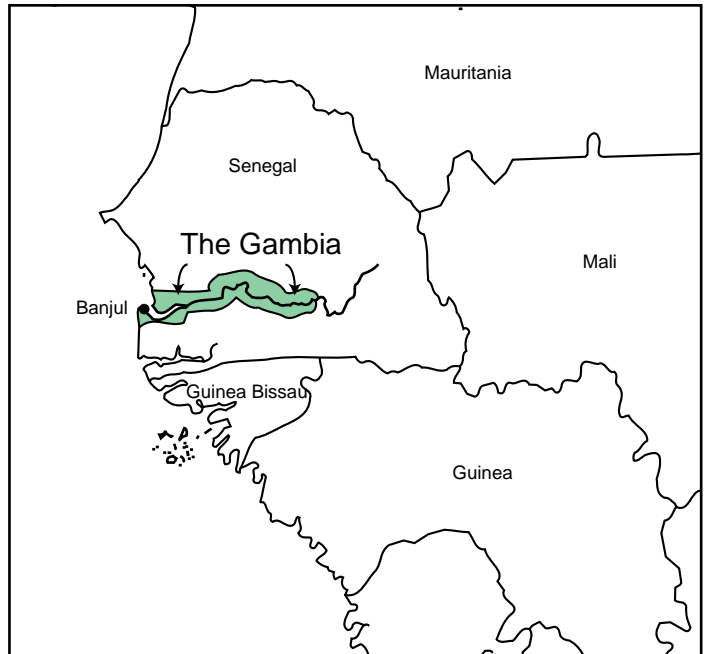 Mauritania
Senegal
The Gambia
Mali
Banjul
Guinea Bissau
Guinea